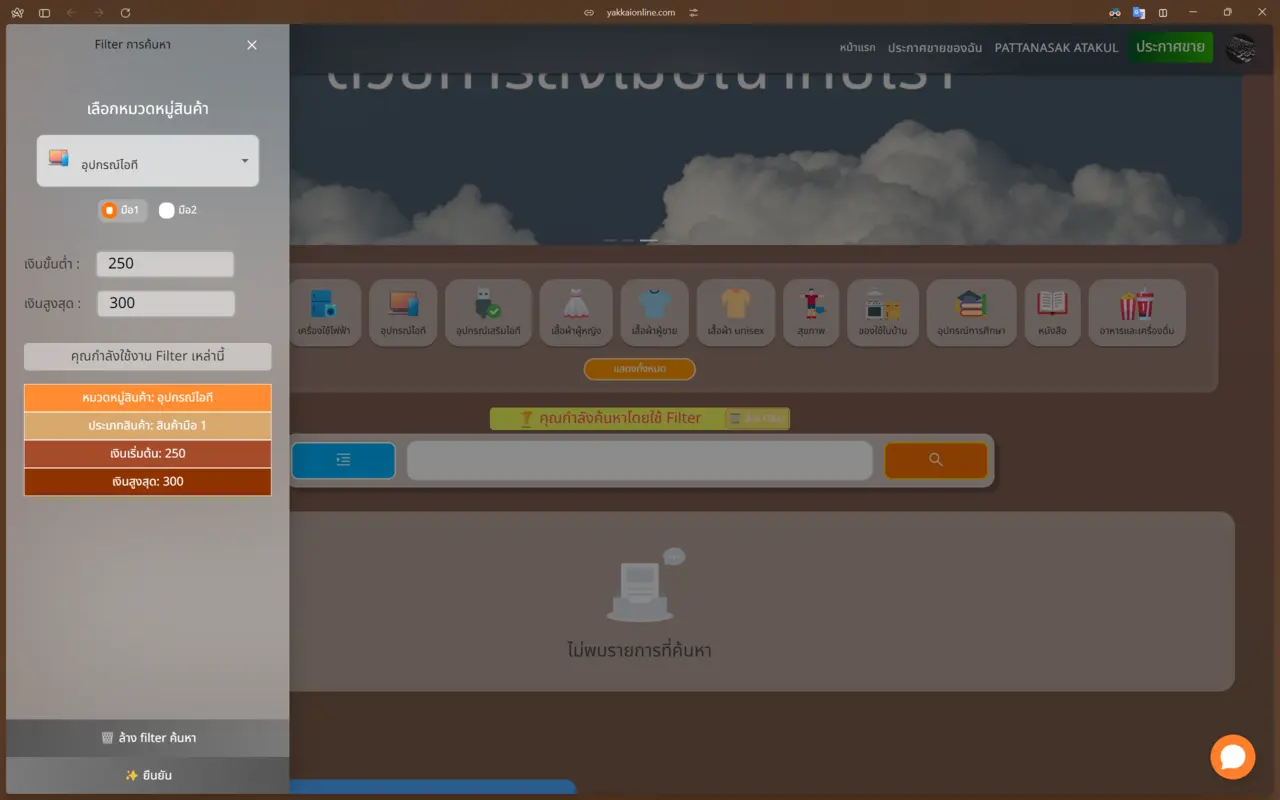 yakkaionline.com
Filter การค้นหา
หน้าแรก
ประกาศขายของฉัน
PATTANASAK ATAKUL
ประกาศขาย
เลือกหมวดหมู่สินค้า
อุปกรณ์ไอที
มือ1
มือ2
เงินขั้นต่ำ :
250
เงินสูงสุด :
300
คุณกำลังใช้งาน Filter เหล่านี้
หมวดหมู่สินค้า: อุปกรณ์ไอที
ประเภทสินค้า: สินค้ามือ 1
เงินเริ่มต้น: 250
เงินสูงสุด: 300
ล้าง filter ค้นหา
ยืนยัน
เครื่องใช้ไฟฟ้า
อุปกรณ์ไอที
อุปกรณ์เสริมไอที
เสื้อผ้าผู้หญิง
เสื้อผ้าผู้ชาย
เสื้อผ้า unisex
สุขภาพ
ของใช้ในบ้าน
อุปกรณ์การศึกษา
หนังสือ
อาหารและเครื่องดื่ม
แสดงทั้งหมด
คุณกำลังค้นหาโดยใช้ Filter
ไม่พบรายการที่ค้นหา